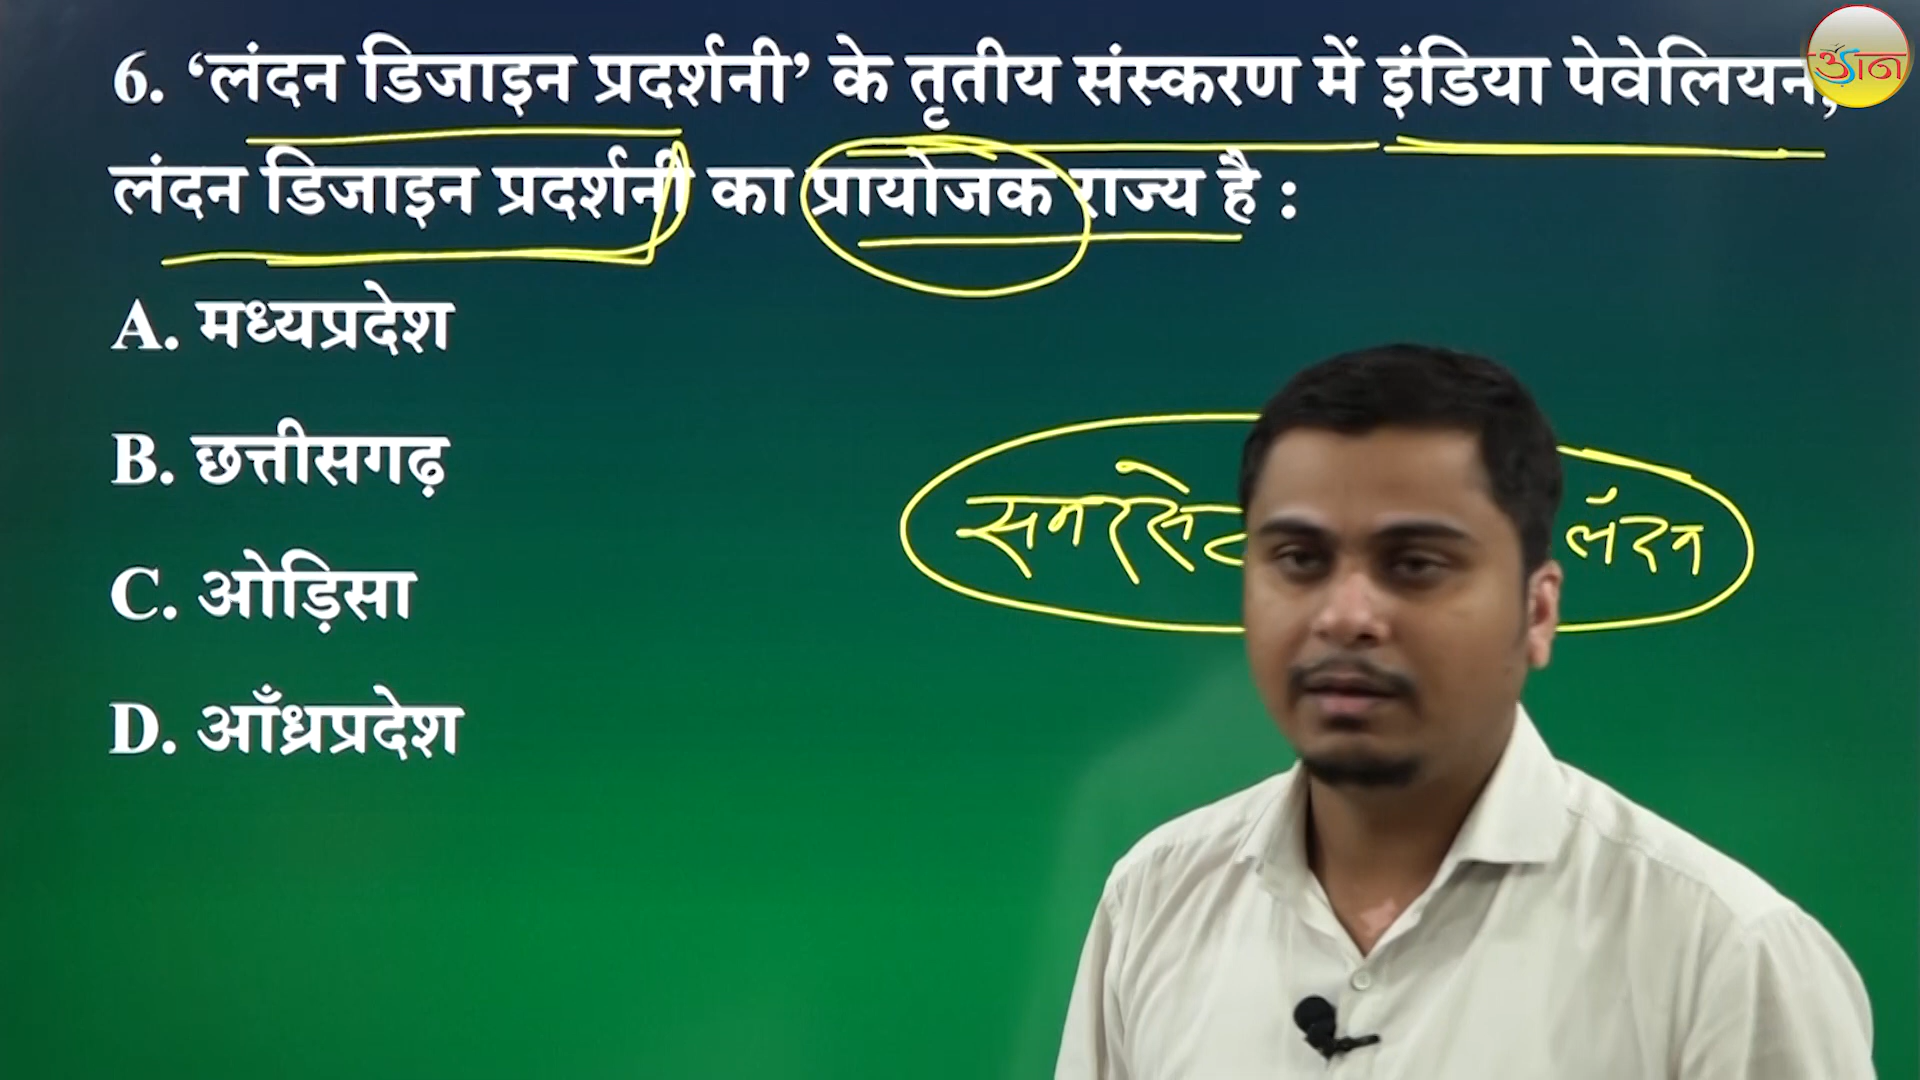 6. ‘लंदन डिजाइन प्रदर्शनी’ के तृतीय संस्करण में इंडिया पेवेलियन,
लंदन डिजाइन प्रदर्शनी का प्रायोजक राज्य है :
A. मध्यप्रदेश
B. छत्तीसगढ़
C. ओड़िसा
D. आँध्रप्रदेश
लंदन